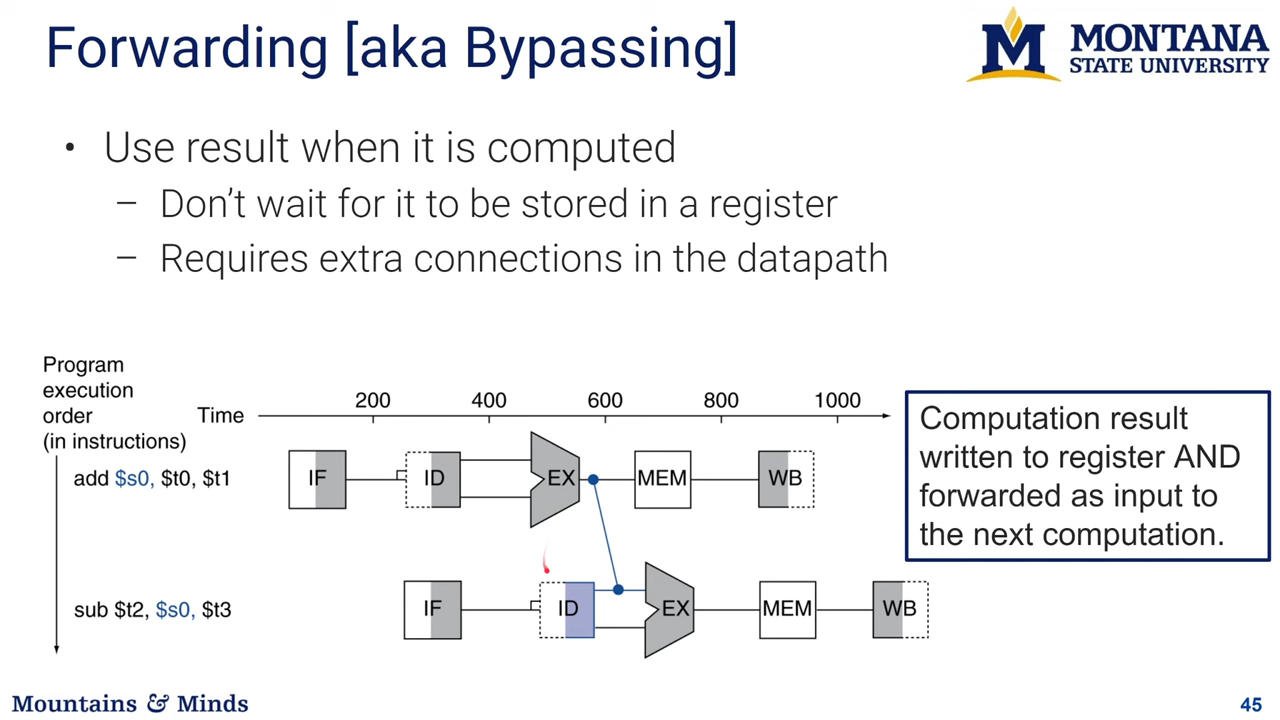 Forwarding [aka Bypassing]
M MONTANA
STATE UNIVERSITY
• Use result when it is computed
– Don’t wait for it to be stored in a register
– Requires extra connections in the datapath
Program
execution
order
(in instructions)
Time
200 400 600 800 1000
add $s0, $t0, $t1
IF ID EX MEM WB
sub $t2, $s0, $t3
IF ID EX MEM WB
Computation result
written to register AND
forwarded as input to
the next computation.
Mountains & Minds
45